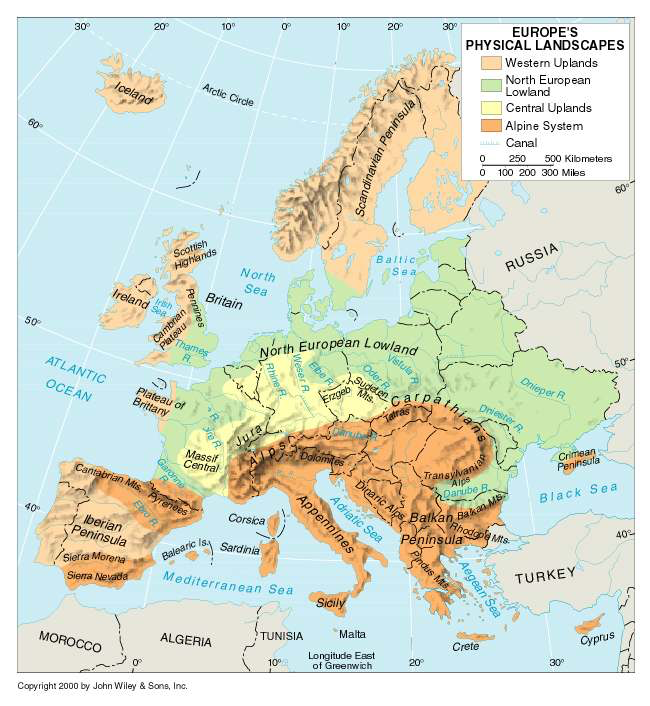 30° 20° 10° 0° 10° 20° 30°
EUROPE'S
PHYSICAL LANDSCAPES
Western Uplands
North European
Lowland
Central Uplands
Alpine System
Canal
0 250 500 Kilometers
0 100 200 300 Miles
Iceland
Arctic Circle
60°
60°
Scandinavian Peninsula
RUSSIA
Baltic
Sea
Scottish
Highlands
North
Sea
Ireland
Irish
Sea
Pennines
Britain
Cambrian
Plateau
Thames
R.
50°
50°
North European Lowland
ATLANTIC
OCEAN
Plateau of
Brittany
Rhine R.
Weser R.
Elbe R.
Oder R.
Vistula R.
Erzgeb
Sudeten
Mts.
Dnieper R.
Dniester R.
Carpathians
Tatras
Jura
Alps
Danube R.
Dolomites
Massif
Central
Garonne
R.
Transylvanian
Alps
Danube R.
Crimean
Peninsula
Black Sea
Cantabrian Mts.
Pyrenees
Ebro R.
40°
40°
Iberian
Peninsula
Corsica
Sardinia
Appennines
Adriatic Sea
Dinaric Alps
Balkan
Peninsula
Balkan Mts.
Rhodope Mts.
Pindus Mts.
Aegean Sea
Sierra Morena
Sierra Nevada
Balearic Is.
Mediterranean Sea
TURKEY
Sicily
Malta
Crete
Cyprus
MOROCCO
ALGERIA
TUNISIA
Longitude East
of Greenwich
0° 10° 20° 30°
Copyright 2000 by John Wiley & Sons, Inc.